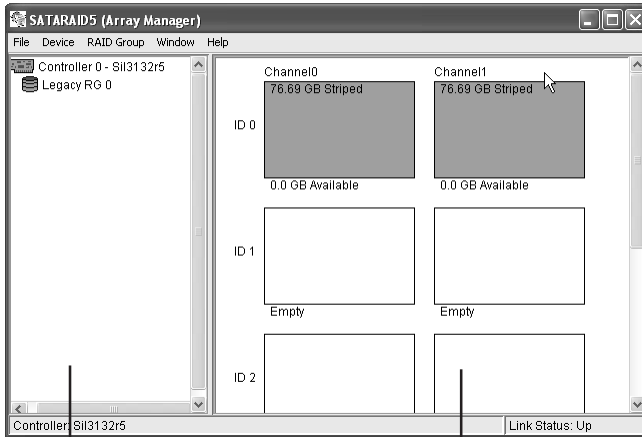 SATARAID5 (Array Manager)
File Device RAID Group Window Help
Controller 0 - SiI3132r5
Legacy RG 0
Channel0 Channel1
ID 0
76.69 GB Striped 76.69 GB Striped
0.0 GB Available 0.0 GB Available
ID 1
Empty Empty
ID 2
Controller: SiI3132r5 Link Status: Up